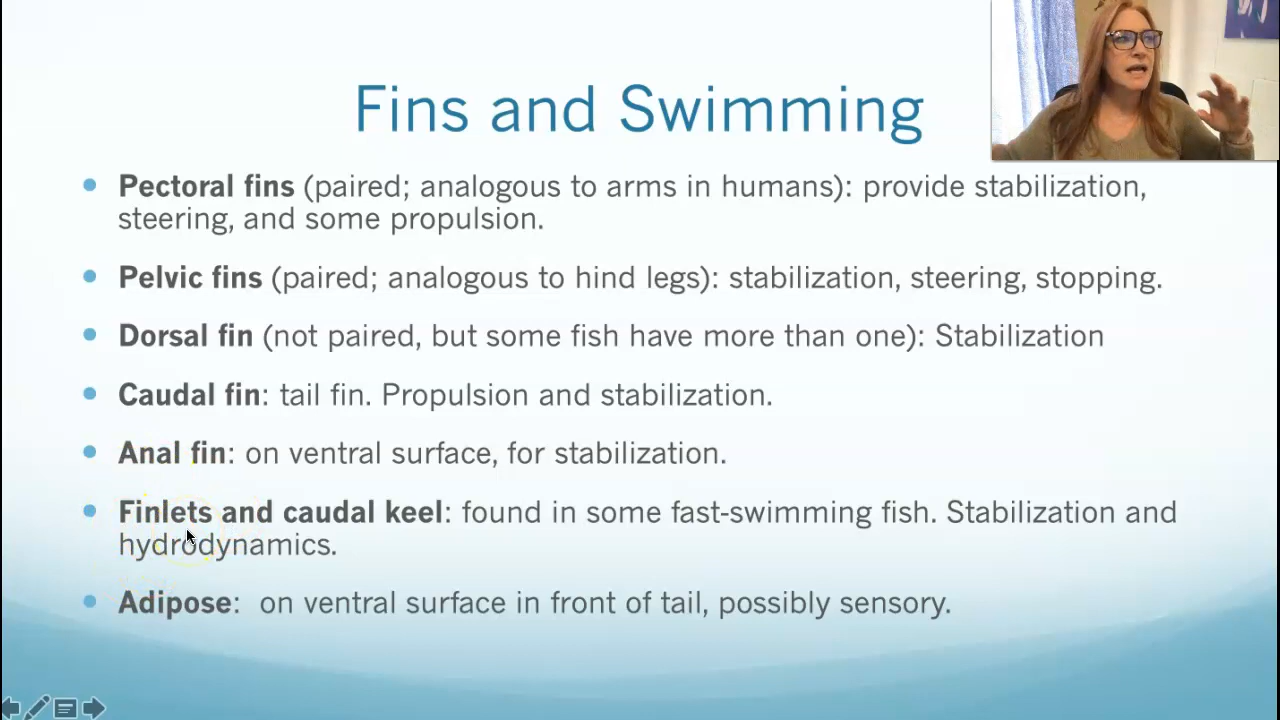 Fins and Swimming
Pectoral fins (paired; analogous to arms in humans): provide stabilization,
steering, and some propulsion.
Pelvic fins (paired; analogous to hind legs): stabilization, steering, stopping.
Dorsal fin (not paired, but some fish have more than one): Stabilization
Caudal fin: tail fin. Propulsion and stabilization.
Anal fin: on ventral surface, for stabilization.
Finlets and caudal keel: found in some fast-swimming fish. Stabilization and
hydrodynamics.
Adipose:  on ventral surface in front of tail, possibly sensory.